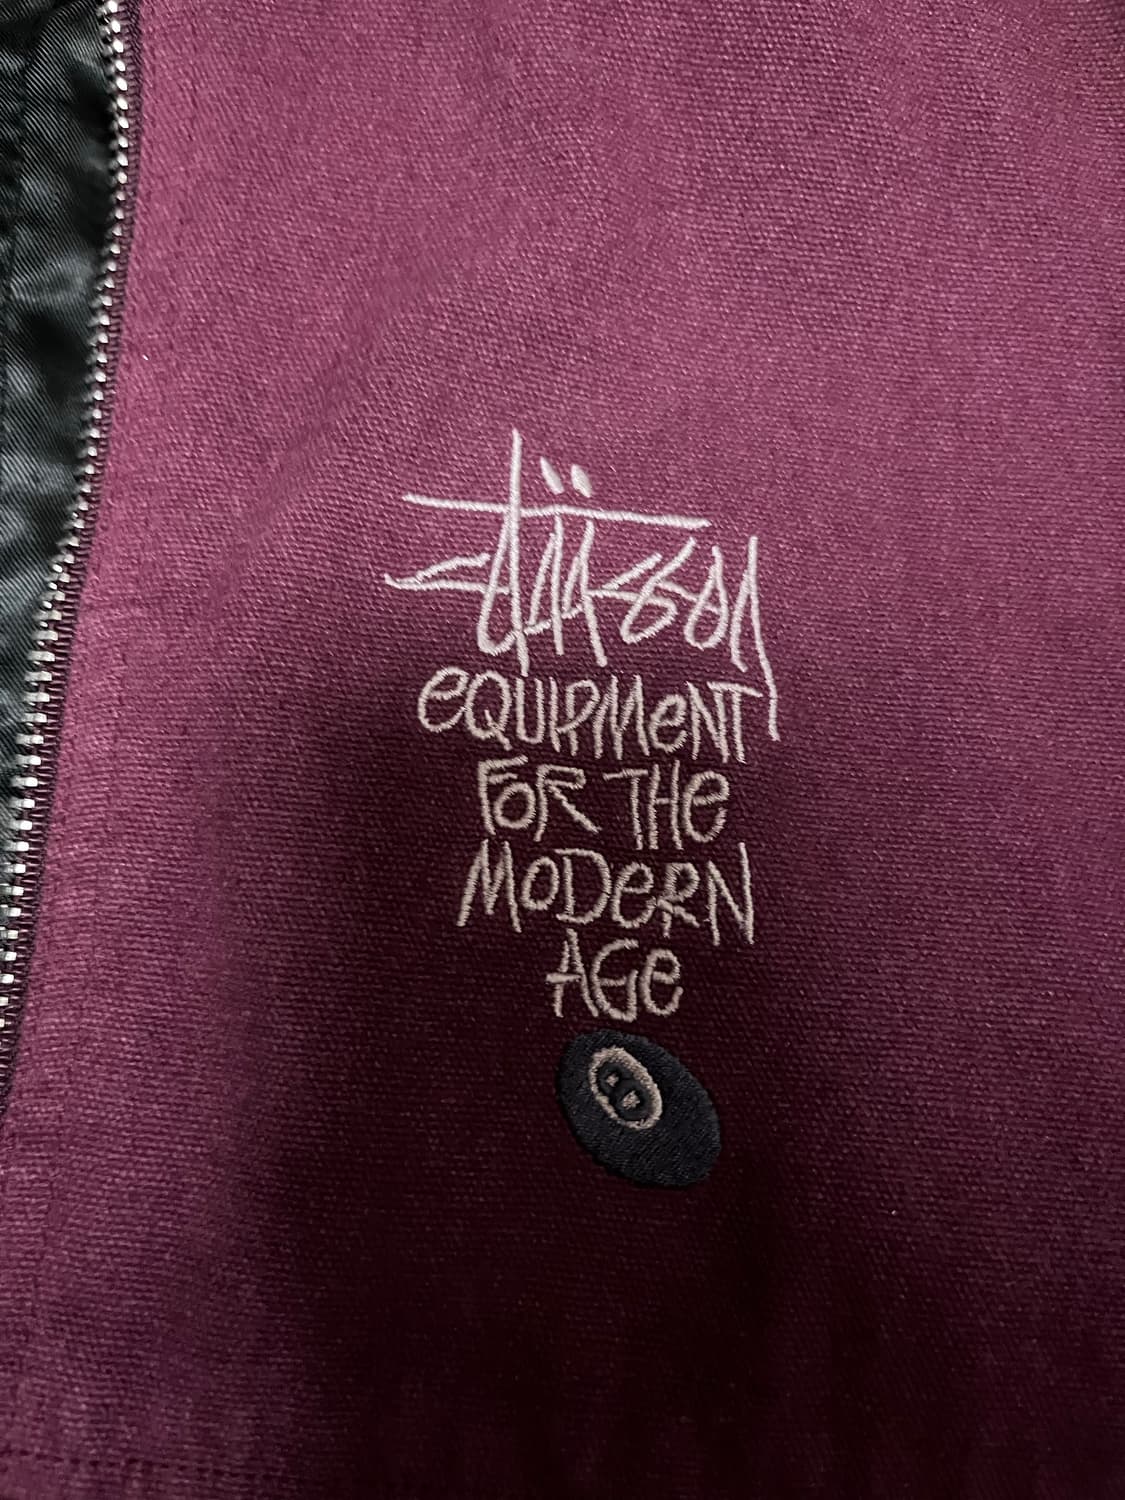 Stüssy
eQUIPMeNT
FOR THe
MODeRN
AGe
8